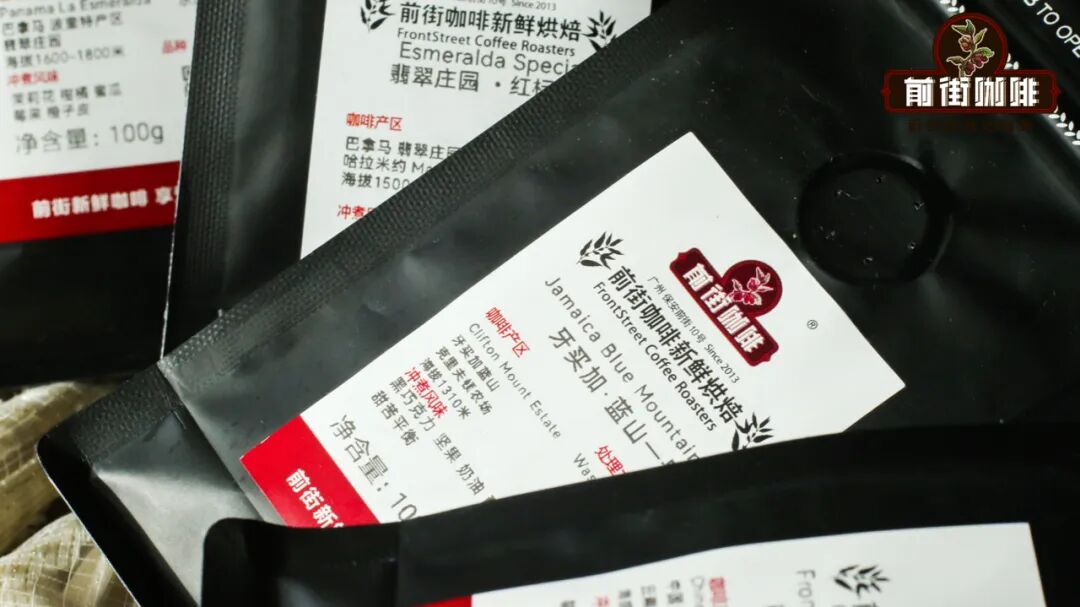 Panama La Esmeralda
巴拿马 波奎特产区
翡翠庄园
海拔1600-1800米
品种
冲煮风味
茉莉花 柑橘 蜜瓜
莓果 柚子皮
净含量：100g
前街新鲜咖啡 享
Since 2013
前街咖啡新鲜烘焙
FrontStreet Coffee Roasters
Esmeralda Specia
翡翠庄园·红标
咖啡产区
巴拿马 翡翠庄园
哈拉米约
海拔1500
冲煮
TO OPE
前街咖啡
前街咖啡
®
广州 保安前街10号 Since 2013
前街咖啡新鲜烘焙
FrontStreet Coffee Roasters
Jamaica Blue Mountain
牙买加·蓝山一
咖啡产区
Clifton Mount Estate
牙买加蓝山
克里夫顿农场
海拔1310米
冲煮风味
黑巧克力 坚果 奶油
甜苦平衡
处理
Was
净含量：10
前街新
Fron